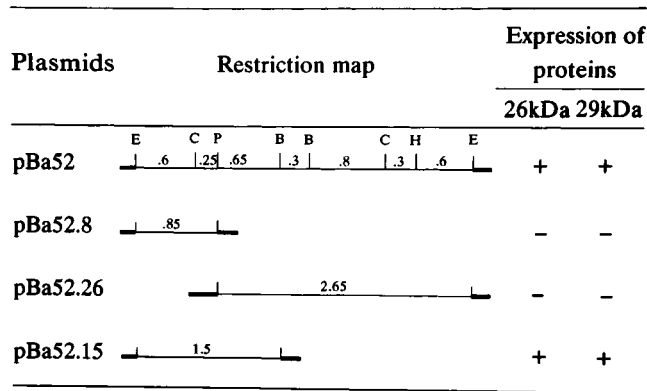 Expression of
Plasmids Restriction map proteins
26kDa 29kDa
E C P B B C H E
pBa52 .6 .25 .65 .3 .8 .3 .6 + +
pBa52.8 .85 - -
pBa52.26 2.65 - -
pBa52.15 1.5 + +